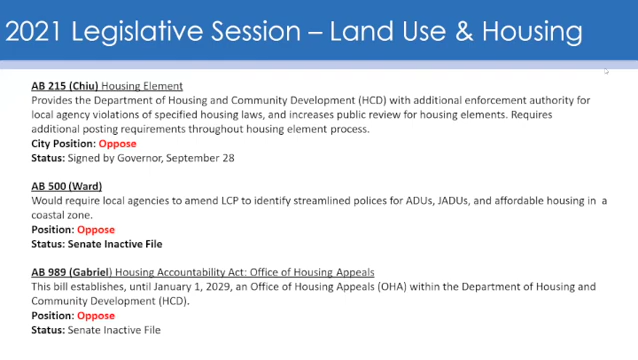 2021 Legislative Session – Land Use & Housing
AB 215 (Chiu) Housing Element
Provides the Department of Housing and Community Development (HCD) with additional enforcement authority for
local agency violations of specified housing laws, and increases public review for housing elements. Requires
additional posting requirements throughout housing element process.
City Position: Oppose
Status: Signed by Governor, September 28
AB 500 (Ward)
Would require local agencies to amend LCP to identify streamlined polices for ADUs, JADUs, and affordable housing in a
coastal zone.
Position: Oppose
Status: Senate Inactive File
AB 989 (Gabriel) Housing Accountability Act: Office of Housing Appeals
This bill establishes, until January 1, 2029, an Office of Housing Appeals (OHA) within the Department of Housing and
Community Development (HCD).
Position: Oppose
Status: Senate Inactive File